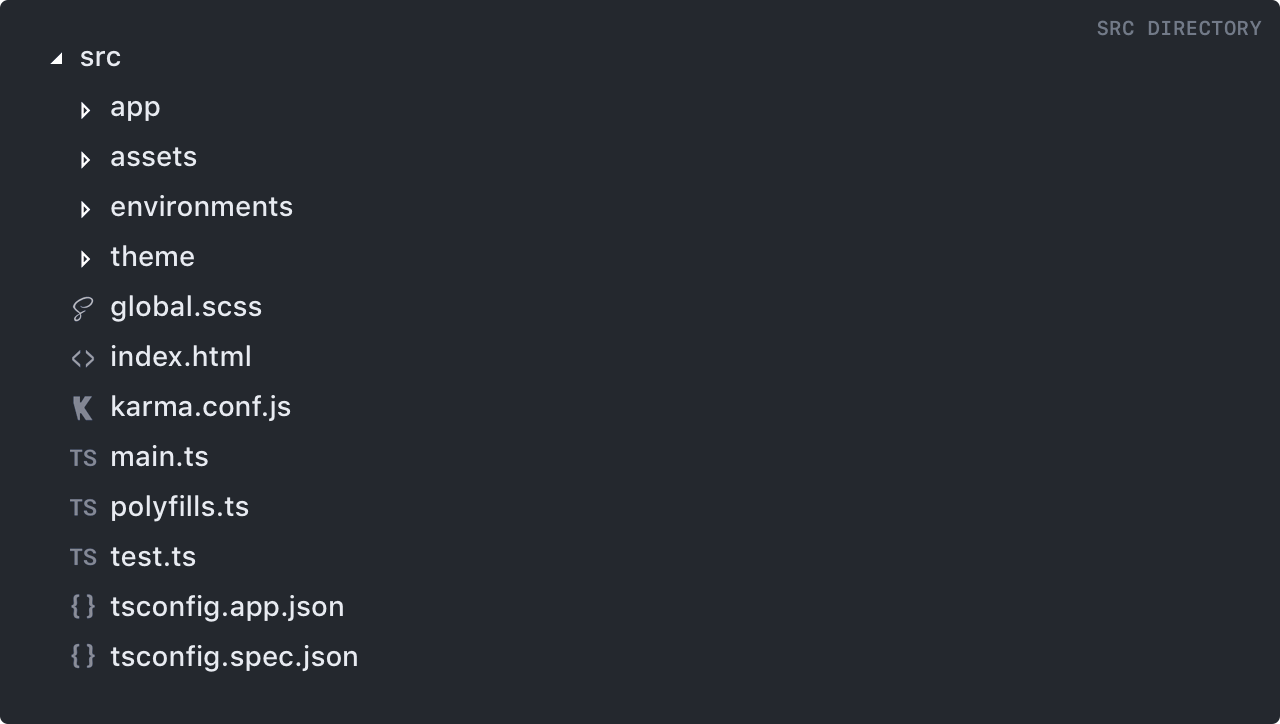 SRC DIRECTORY
src
app
assets
environments
theme
global.scss
<> index.html
karma.conf.js
TS main.ts
TS polyfills.ts
TS test.ts
{} tsconfig.app.json
{} tsconfig.spec.json